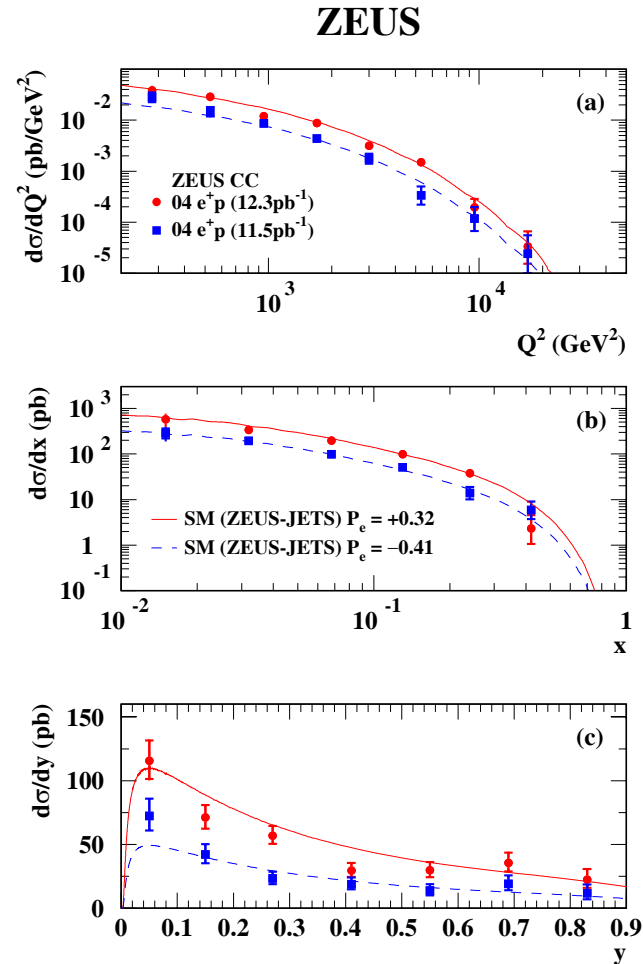 ZEUS
dσ/dQ² (pb/GeV²)
(a)
10⁻²
10⁻³
10⁻⁴
10⁻⁵
ZEUS CC
04 e⁺p (12.3pb⁻¹)
04 e⁺p (11.5pb⁻¹)
10³
10⁴
Q² (GeV²)
dσ/dx (pb)
(b)
10³
10²
10
1
10⁻¹
SM (ZEUS-JETS) Pₑ = +0.32
SM (ZEUS-JETS) Pₑ = −0.41
10⁻²
10⁻¹
1
x
dσ/dy (pb)
(c)
150
100
50
0
0 0.1 0.2 0.3 0.4 0.5 0.6 0.7 0.8 0.9
y